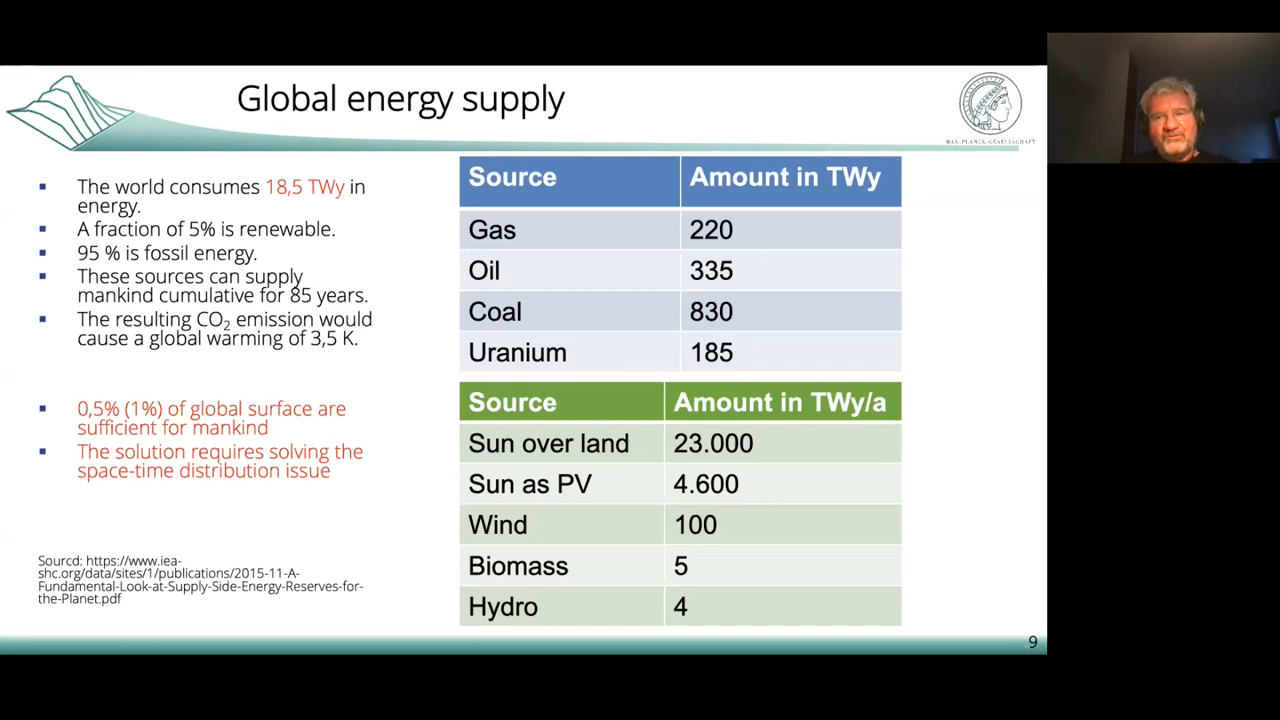 Global energy supply
MAX-PLANCK-GESELLSCHAFT
The world consumes 18,5 TWy in
energy.
A fraction of 5% is renewable.
95 % is fossil energy.
These sources can supply
mankind cumulative for 85 years.
The resulting CO₂ emission would
cause a global warming of 3,5 K.
0,5% (1%) of global surface are
sufficient for mankind
The solution requires solving the
space-time distribution issue
Sourcd: https://www.iea-
shc.org/data/sites/1/publications/2015-11-A-
Fundamental-Look-at-Supply-Side-Energy-Reserves-for-
the-Planet.pdf
Source Amount in TWy
Gas 220
Oil 335
Coal 830
Uranium 185
Source Amount in TWy/a
Sun over land 23.000
Sun as PV 4.600
Wind 100
Biomass 5
Hydro 4
9